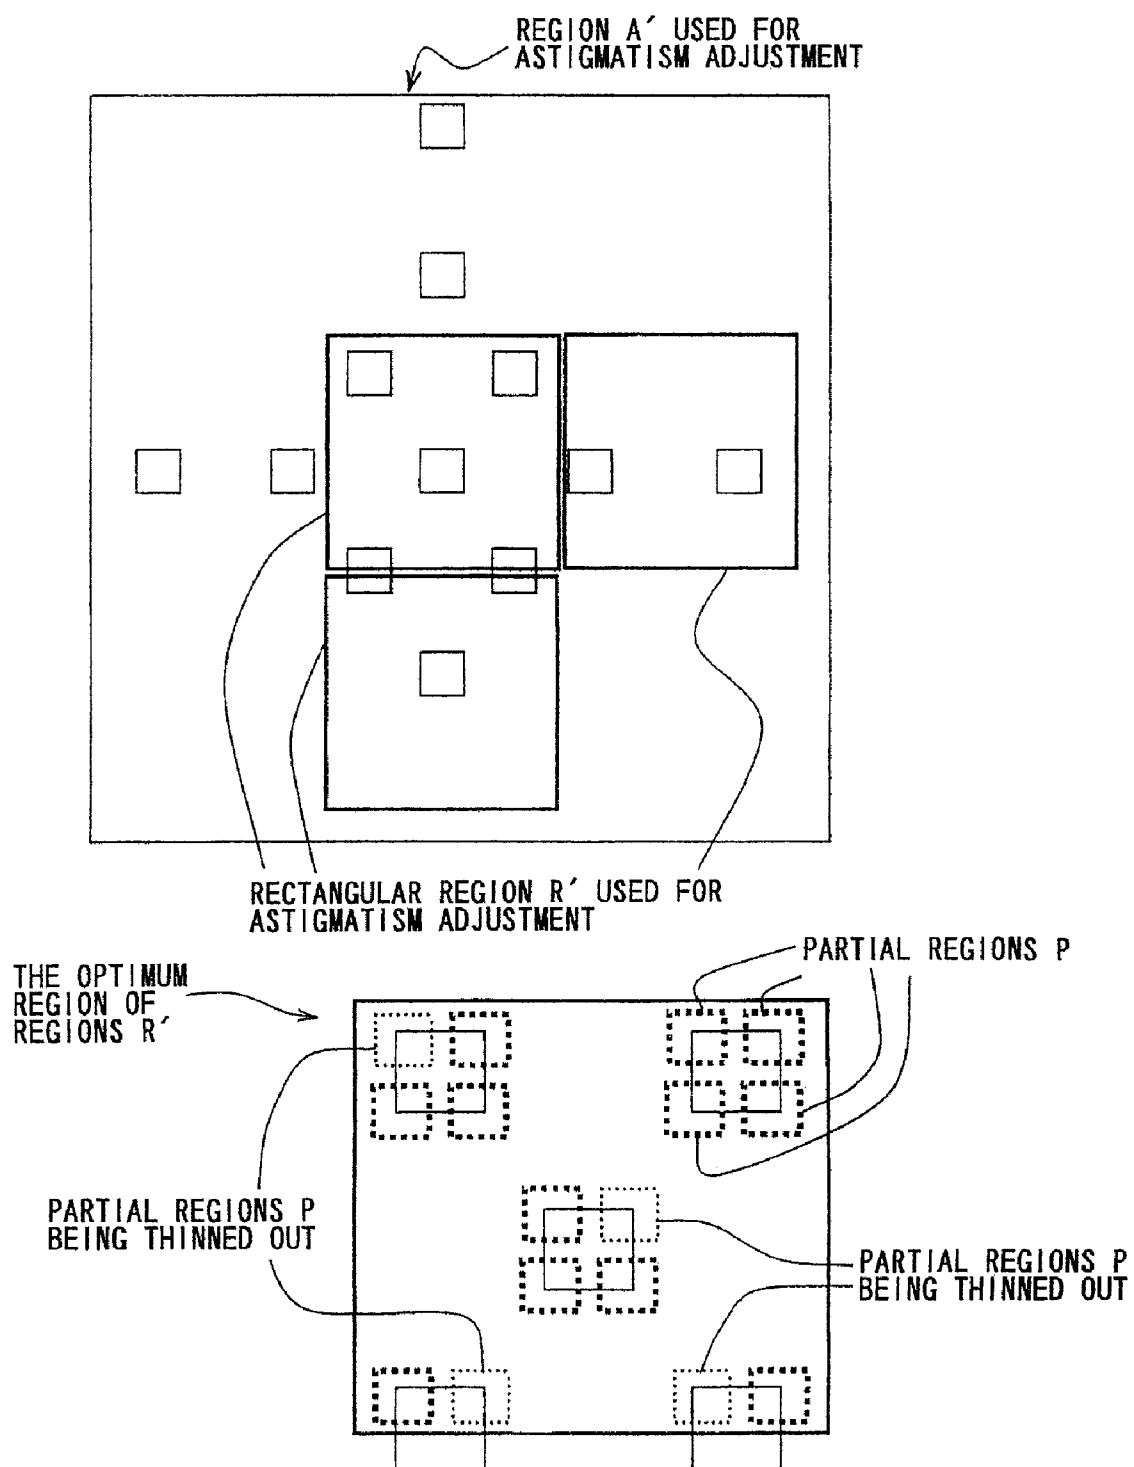 REGION A′ USED FOR
ASTIGMATISM ADJUSTMENT
RECTANGULAR REGION R′ USED FOR
ASTIGMATISM ADJUSTMENT
PARTIAL REGIONS P
THE OPTIMUM
REGION OF
REGIONS R′
PARTIAL REGIONS P
BEING THINNED OUT
PARTIAL REGIONS P
BEING THINNED OUT